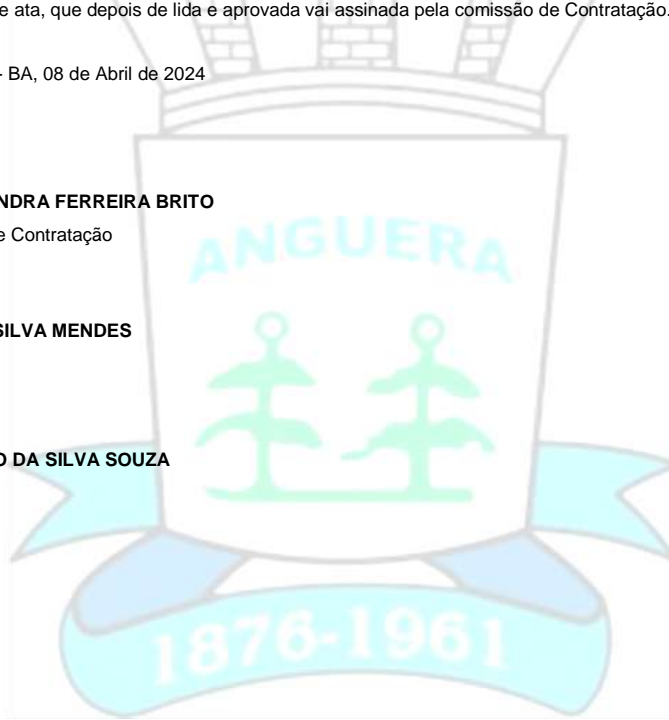 e ata, que depois de lida e aprovada vai assinada pela comissão de Contratação.
- BA, 08 de Abril de 2024
NDRA FERREIRA BRITO
e Contratação
ANGUERA
SILVA MENDES
O DA SILVA SOUZA
1876-1961